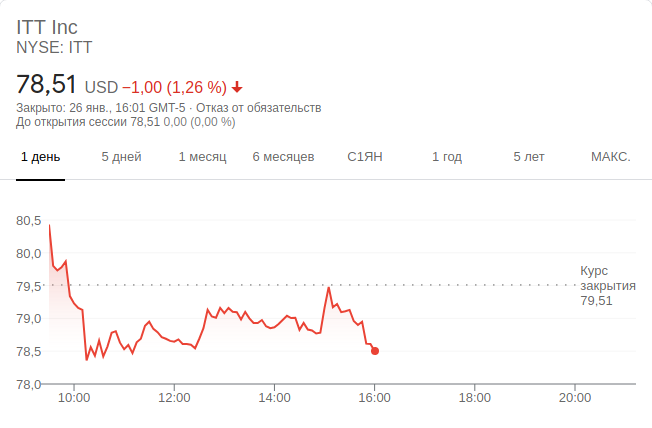 ITT Inc
NYSE: ITT
78,51 USD −1,00 (1,26 %)
Закрыто: 26 янв., 16:01 GMT-5 · Отказ от обязательств
До открытия сессии 78,51 0,00 (0,00 %)
1 день 5 дней 1 месяц 6 месяцев С1ЯН 1 год 5 лет МАКС.
80,5
80,0
79,5
79,0
78,5
78,0
Курс
закрытия
79,51
10:00 12:00 14:00 16:00 18:00 20:00